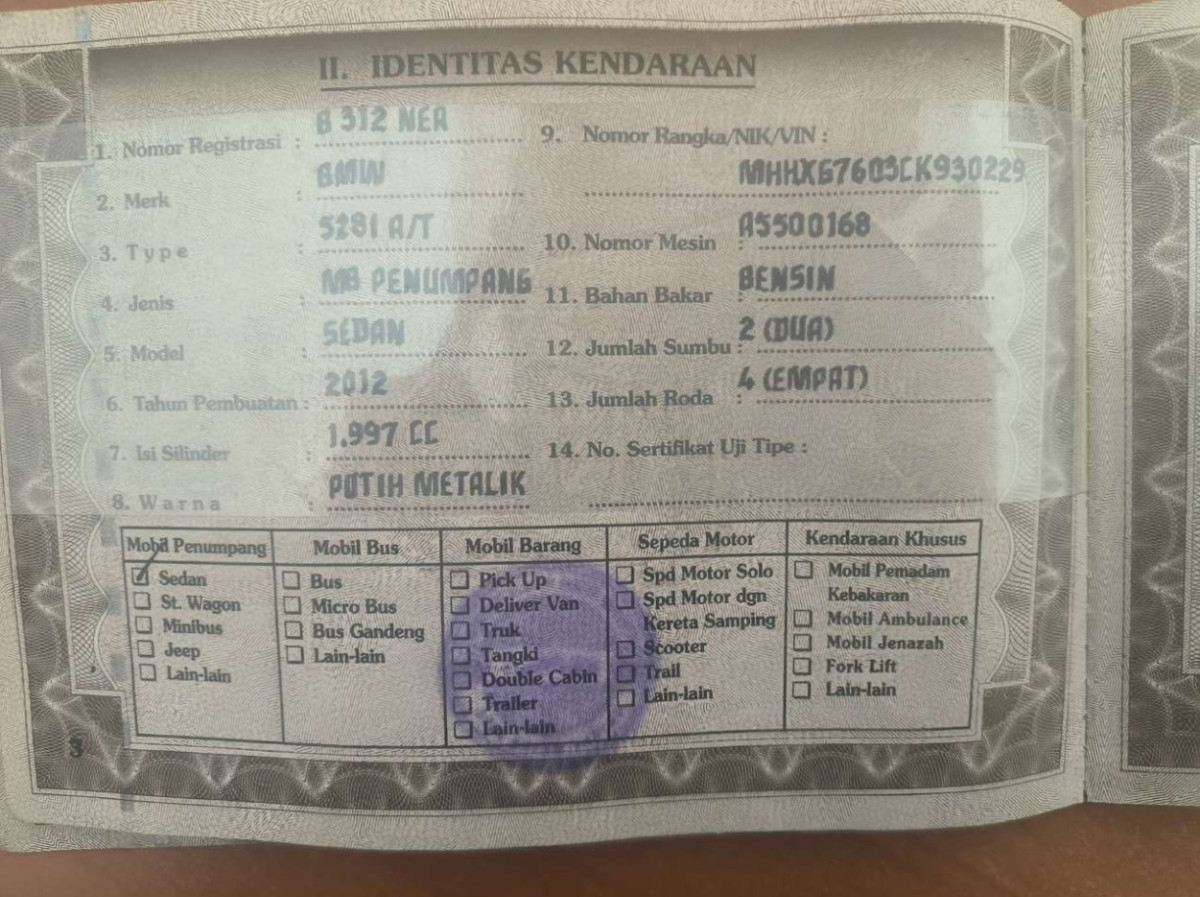 II. IDENTITAS KENDARAAN
1. Nomor Registrasi : B 312 NER
2. Merk : BMW
3. Type : 528I A/T
4. Jenis : MB PENUMPANG
5. Model : SEDAN
6. Tahun Pembuatan : 2012
7. Isi Silinder : 1.997 CC
8. Warna : PUTIH METALIK
9. Nomor Rangka/NIK/VIN :
MHHXG7603CK930229
10. Nomor Mesin : A5500168
11. Bahan Bakar : BENSIN
12. Jumlah Sumbu : 2 (DUA)
13. Jumlah Roda : 4 (EMPAT)
14. No. Sertifikat Uji Tipe :
Mobil Penumpang
Sedan
St. Wagon
Minibus
Jeep
Lain-lain
Mobil Bus
Bus
Micro Bus
Bus Gandeng
Lain-lain
Mobil Barang
Pick Up
Deliver Van
Truk
Tangki
Double Cabin
Trailer
Lain-lain
Sepeda Motor
Spd Motor Solo
Spd Motor dgn
Kereta Samping
Scooter
Trail
Lain-lain
Kendaraan Khusus
Mobil Pemadam
Kebakaran
Mobil Ambulance
Mobil Jenazah
Fork Lift
Lain-lain
3